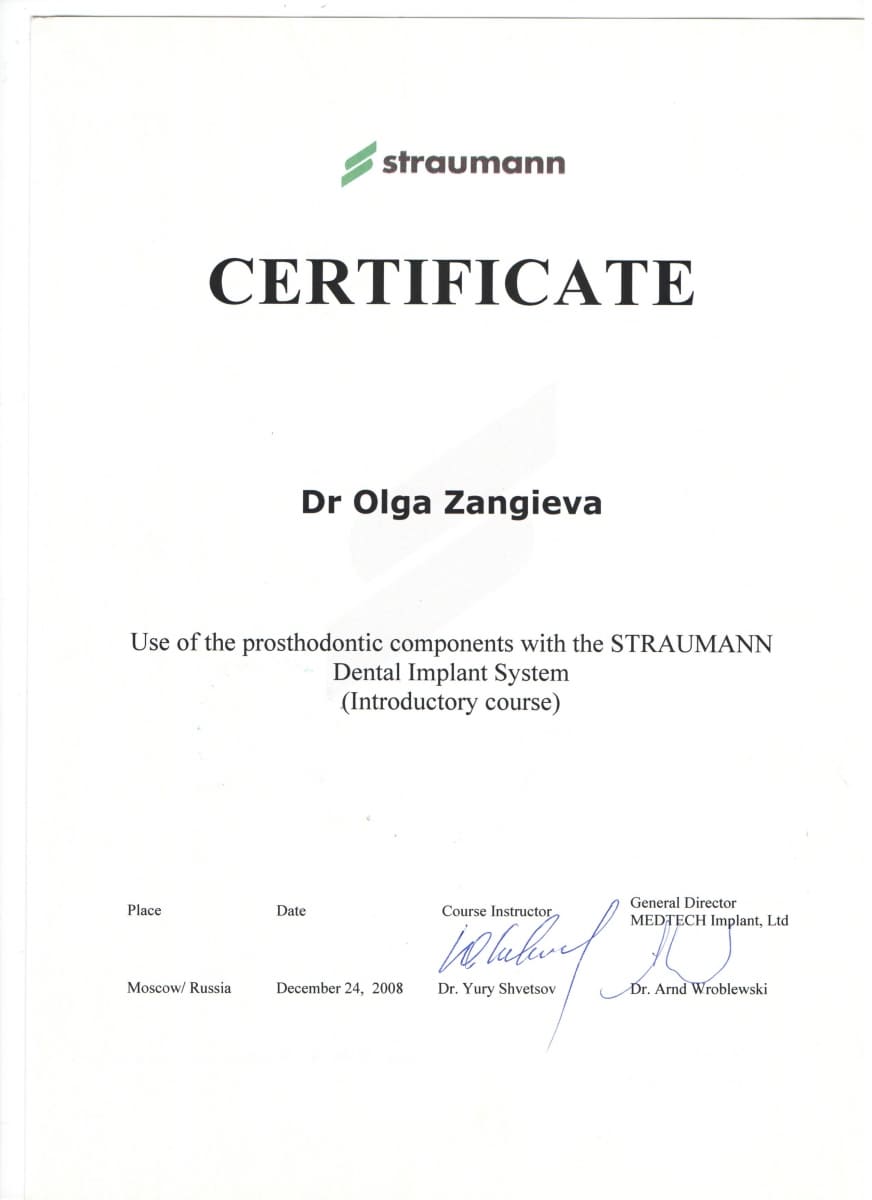 straumann
CERTIFICATE
Dr Olga Zangieva
Use of the prosthodontic components with the STRAUMANN
Dental Implant System
(Introductory course)
Place
Date
Course Instructor
General Director
MEDTECH Implant, Ltd
Moscow/ Russia
December 24, 2008
Dr. Yury Shvetsov
Dr. Arnd Wroblewski